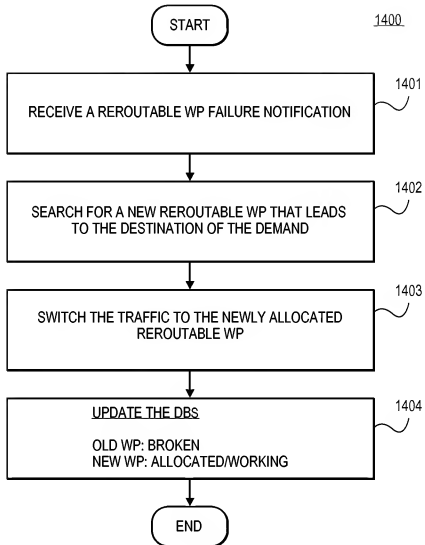 START
1400
1401
RECEIVE A REROUTABLE WP FAILURE NOTIFICATION
1402
SEARCH FOR A NEW REROUTABLE WP THAT LEADS
TO THE DESTINATION OF THE DEMAND
1403
SWITCH THE TRAFFIC TO THE NEWLY ALLOCATED
REROUTABLE WP
1404
UPDATE THE DBS
OLD WP: BROKEN
NEW WP: ALLOCATED/WORKING
END